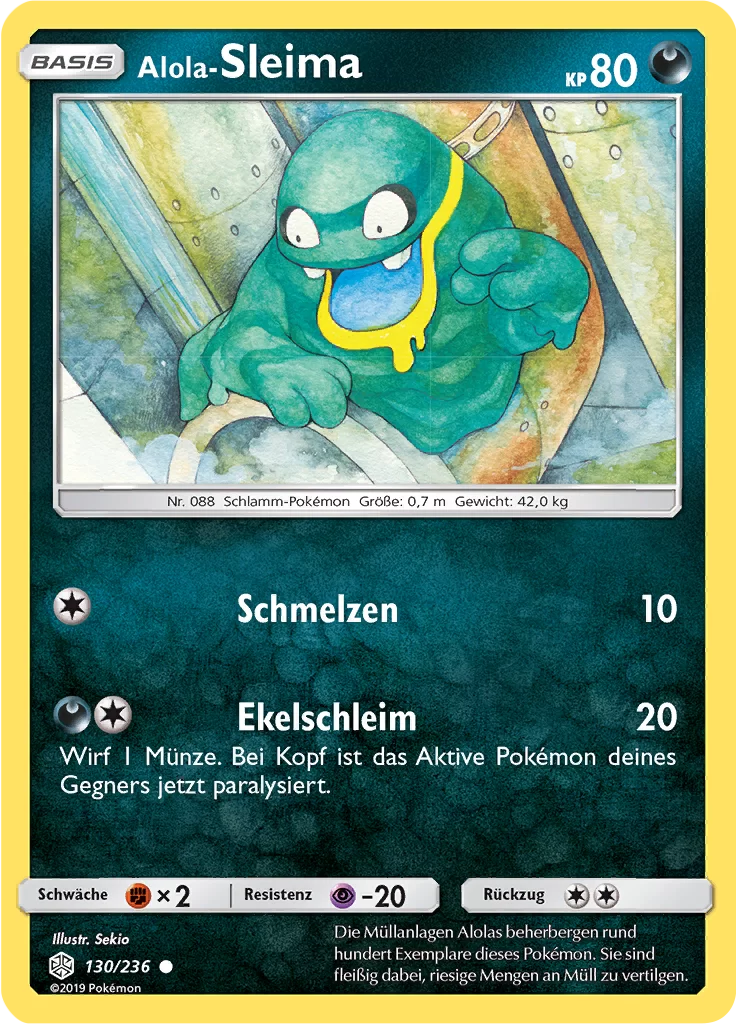 BASIS Alola-Sleima KP80
Nr. 088 Schlamm-Pokémon Größe: 0,7 m Gewicht: 42,0 kg
Schmelzen 10
Ekelschleim 20
Wirf 1 Münze. Bei Kopf ist das Aktive Pokémon deines
Gegners jetzt paralysiert.
Schwäche ×2 Resistenz -20 Rückzug
Illustr. Sekio
130/236
©2019 Pokémon
Die Müllanlagen Alolas beherbergen rund
hundert Exemplare dieses Pokémon. Sie sind
fleißig dabei, riesige Mengen an Müll zu vertilgen.